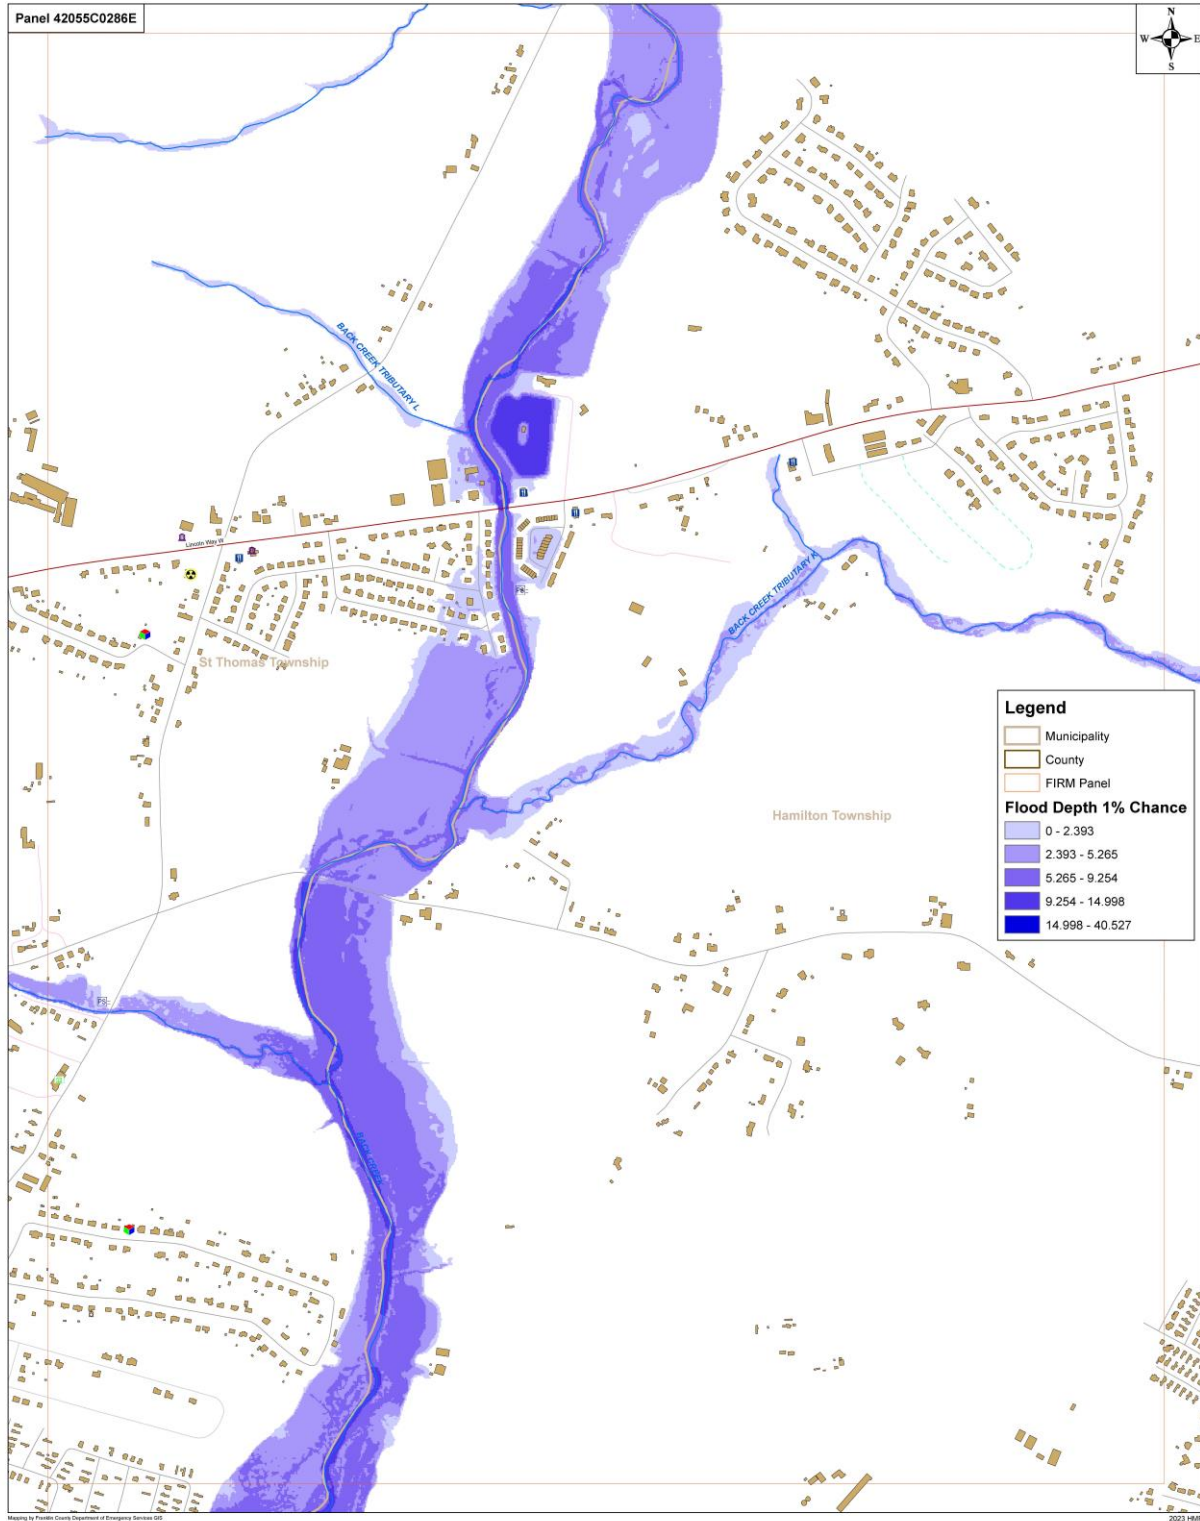 Panel 42055C0286E
N
W E
S
BACK CREEK TRIBUTARY L
Lincoln Way W
BACK CREEK TRIBUTARY K
St Thomas Township
Hamilton Township
Legend
Municipality
County
FIRM Panel
Flood Depth 1% Chance
0 - 2.393
2.393 - 5.265
5.265 - 9.254
9.254 - 14.998
14.998 - 40.527
BACK CREEK
Mapping by Franklin County Department of Emergency Services GIS
2023 HMP